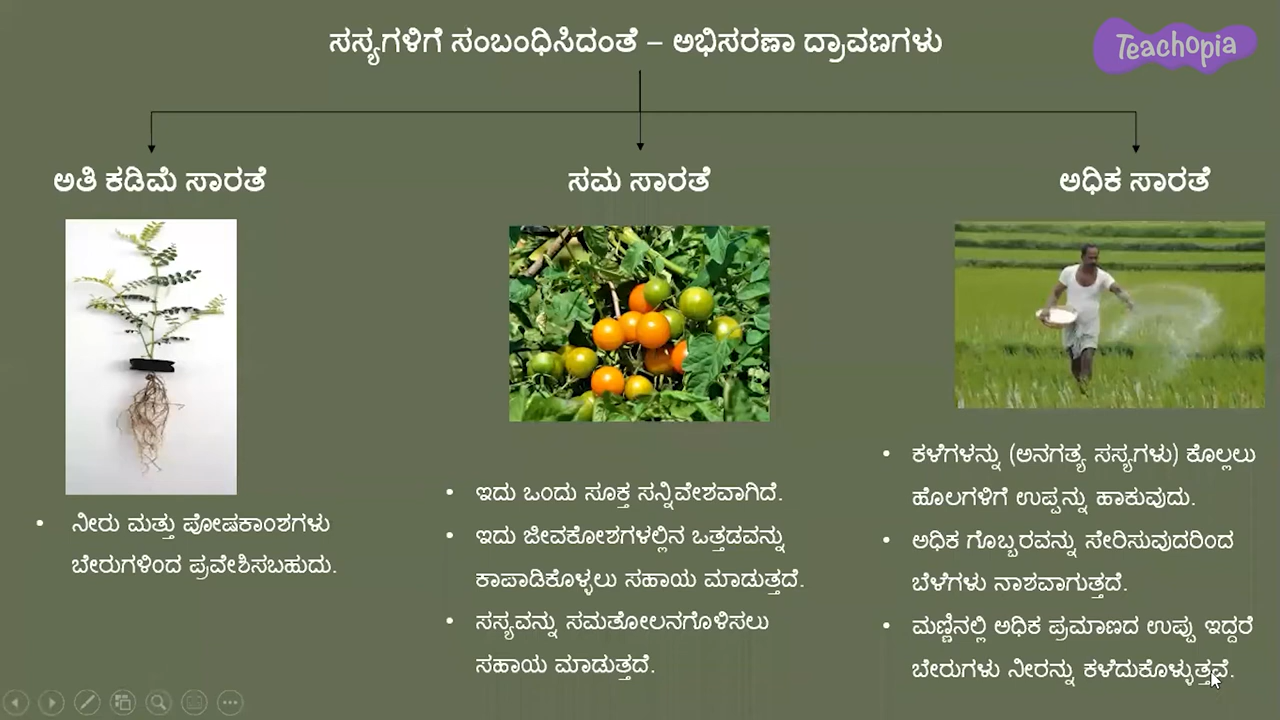 ಸಸ್ಯಗಳಿಗೆ ಸಂಬಂಧಿಸಿದಂತೆ – ಅಭಿಸರಣಾ ದ್ರಾವಣಗಳು
Teachopia
ಅತಿ ಕಡಿಮೆ ಸಾರತೆ
ಸಮ ಸಾರತೆ
ಅಧಿಕ ಸಾರತೆ
• ನೀರು ಮತ್ತು ಪೋಷಕಾಂಶಗಳು
ಬೇರುಗಳಿಂದ ಪ್ರವೇಶಿಸಬಹುದು.
• ಇದು ಒಂದು ಸೂಕ್ತ ಸನ್ನಿವೇಶವಾಗಿದೆ.
• ಇದು ಜೀವಕೋಶಗಳಲ್ಲಿನ ಒತ್ತಡವನ್ನು
ಕಾಪಾಡಿಕೊಳ್ಳಲು ಸಹಾಯ ಮಾಡುತ್ತದೆ.
• ಸಸ್ಯವನ್ನು ಸಮತೋಲನಗೊಳಿಸಲು
ಸಹಾಯ ಮಾಡುತ್ತದೆ.
• ಕಳೆಗಳನ್ನು (ಅನಗತ್ಯ ಸಸ್ಯಗಳು) ಕೊಲ್ಲಲು
ಹೊಲಗಳಿಗೆ ಉಪ್ಪನ್ನು ಹಾಕುವುದು.
• ಅಧಿಕ ಗೊಬ್ಬರವನ್ನು ಸೇರಿಸುವುದರಿಂದ
ಬೆಳೆಗಳು ನಾಶವಾಗುತ್ತದೆ.
• ಮಣ್ಣಿನಲ್ಲಿ ಅಧಿಕ ಪ್ರಮಾಣದ ಉಪ್ಪು ಇದ್ದರೆ
ಬೇರುಗಳು ನೀರನ್ನು ಕಳೆದುಕೊಳ್ಳುತ್ತವೆ.